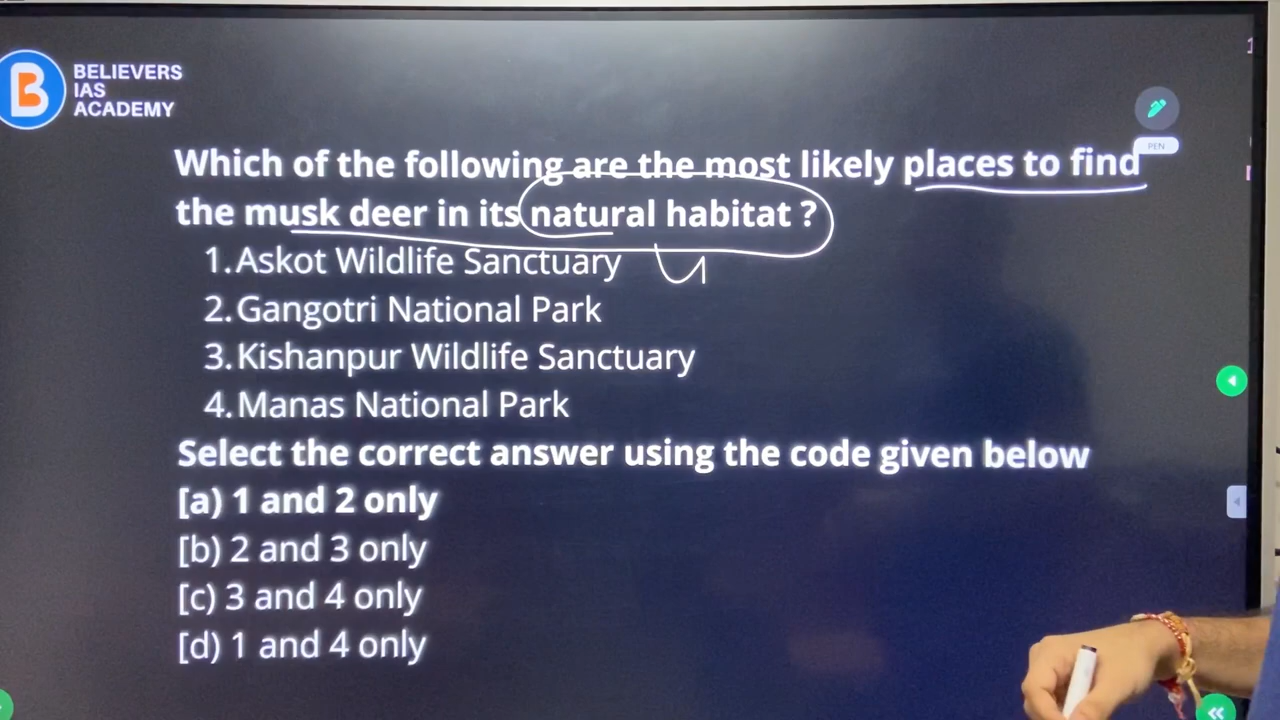 BELIEVERS
IAS
ACADEMY
PEN
Which of the following are the most likely places to find
the musk deer in its natural habitat ?
1. Askot Wildlife Sanctuary
2. Gangotri National Park
3. Kishanpur Wildlife Sanctuary
4. Manas National Park
Select the correct answer using the code given below
[a) 1 and 2 only
[b) 2 and 3 only
[c) 3 and 4 only
[d) 1 and 4 only